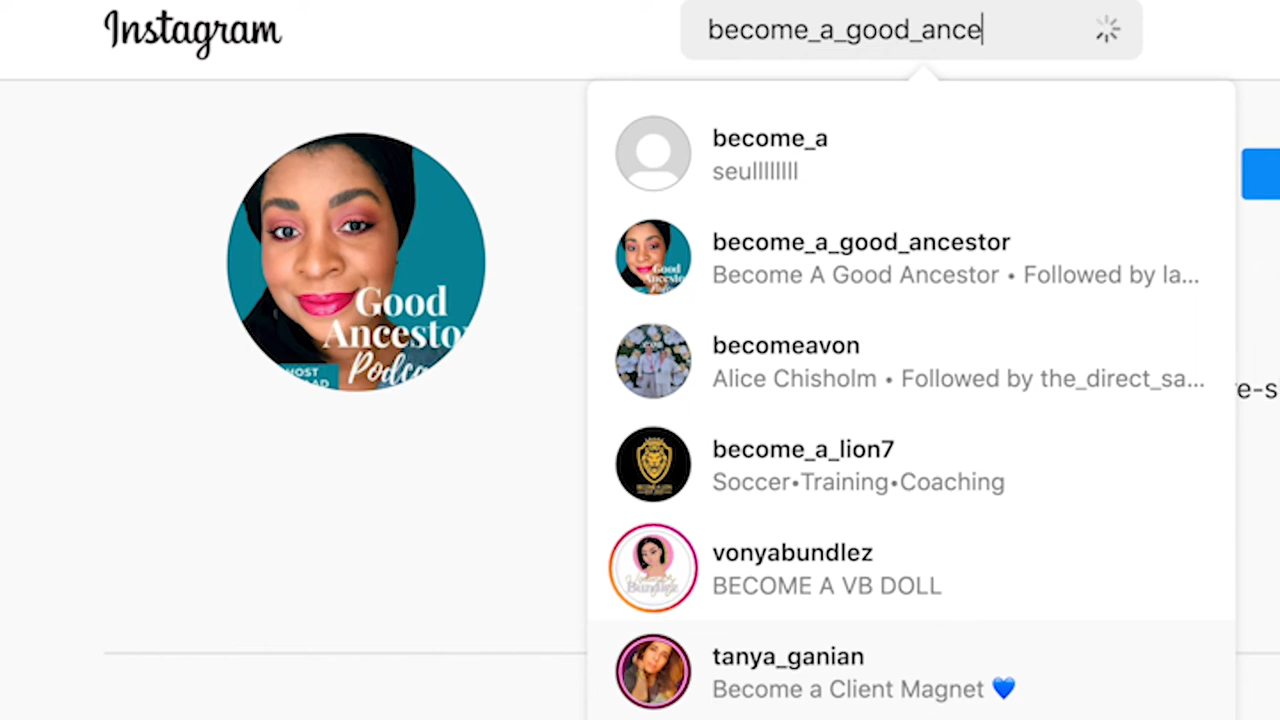 Instagram
become_a_good_ance
become_a
seullllllll
become_a_good_ancestor
Become A Good Ancestor • Followed by la...
becomeavon
Alice Chisholm • Followed by the_direct_sa...
become_a_lion7
Soccer•Training•Coaching
vonyabundlez
BECOME A VB DOLL
tanya_ganian
Become a Client Magnet 💙
Good
Ancestor
Podca
HOST
e-s